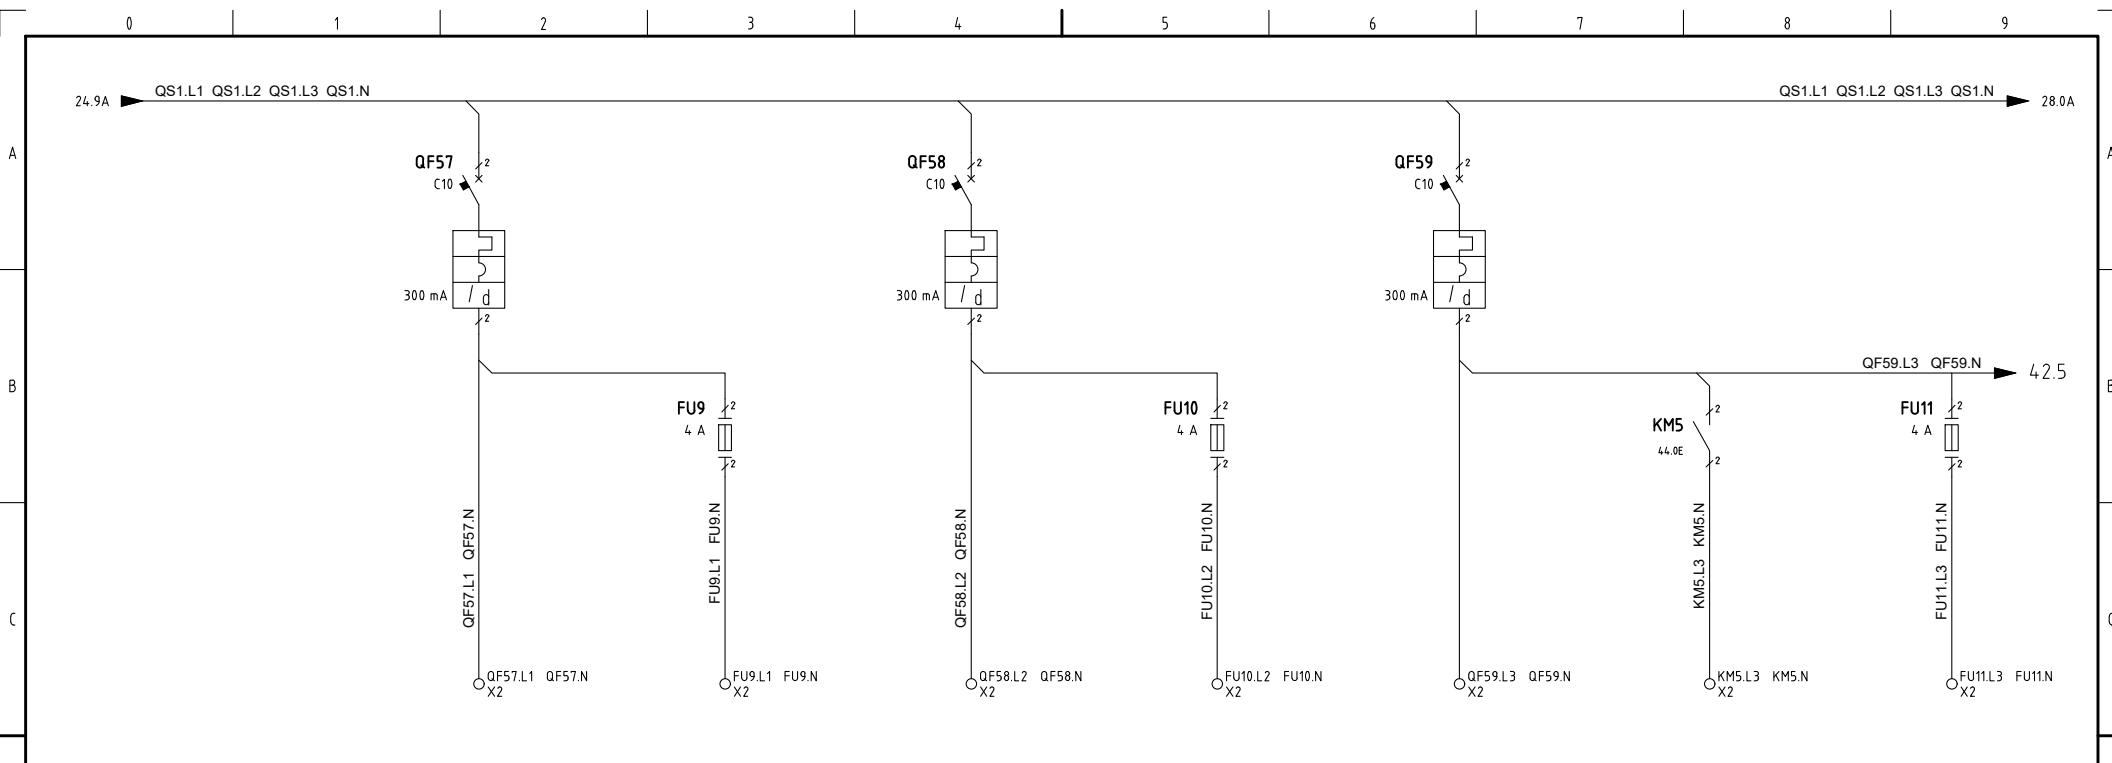 0 1 2 3 4 5 6 7 8 9
QS1.L1 QS1.L2 QS1.L3 QS1.N
QS1.L1 QS1.L2 QS1.L3 QS1.N
24.9A
28.0A
A
QF57
2
C10
QF58
2
C10
QF59
2
C10
A
300 mA
d
2
300 mA
d
2
300 mA
d
2
B
QF59.L3 QF59.N
42.5
FU9
2
4 A
2
FU10
2
4 A
2
KM5
2
44.0E
2
FU11
2
4 A
2
QF57.L1 QF57.N
FU9.L1 FU9.N
QF58.L2 QF58.N
FU10.L2 FU10.N
KM5.L3 KM5.N
FU11.L3 FU11.N
C
QF57.L1 QF57.N
X2
FU9.L1 FU9.N
X2
QF58.L2 QF58.N
X2
FU10.L2 FU10.N
X2
QF59.L3 QF59.N
X2
KM5.L3 KM5.N
X2
FU11.L3 FU11.N
X2